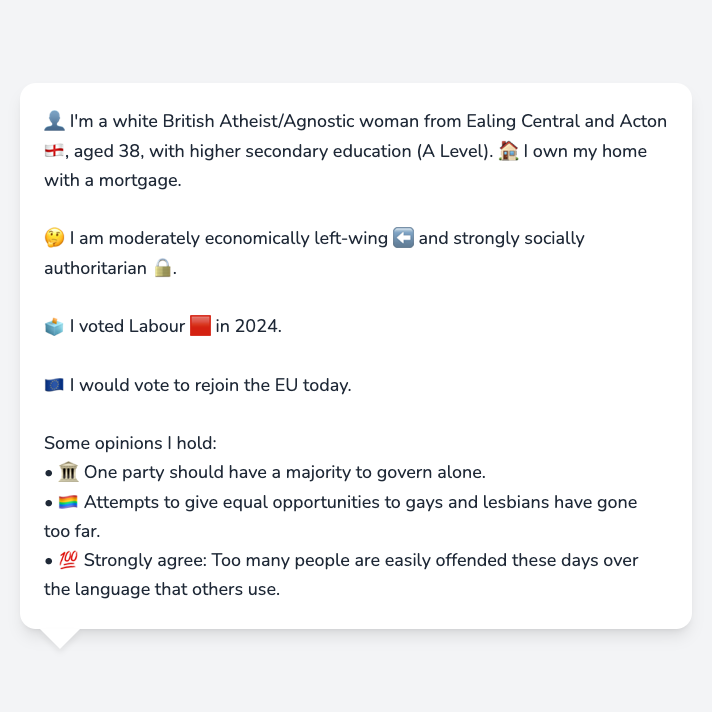 👤 I'm a white British Atheist/Agnostic woman from Ealing Central and Acton
🏴󠁧󠁢󠁥󠁮󠁧󠁿, aged 38, with higher secondary education (A Level). 🏠 I own my home
with a mortgage.
🤔 I am moderately economically left-wing ⬅️ and strongly socially
authoritarian 🔒.
🗳️ I voted Labour 🟥 in 2024.
🇪🇺 I would vote to rejoin the EU today.
Some opinions I hold:
• 🏛️ One party should have a majority to govern alone.
• 🏳️‍🌈 Attempts to give equal opportunities to gays and lesbians have gone
too far.
• 💯 Strongly agree: Too many people are easily offended these days over
the language that others use.